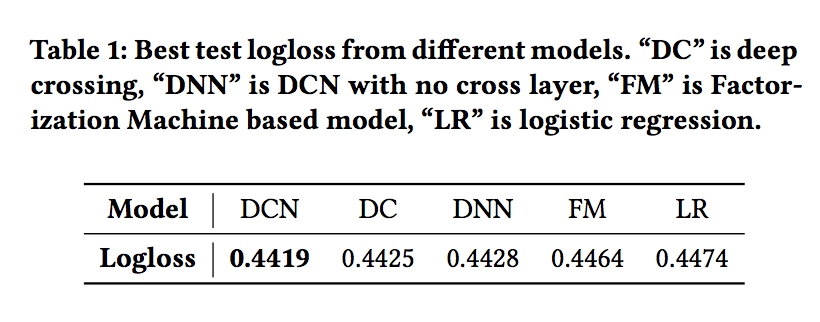 Table 1: Best test logloss from different models. “DC” is deep
crossing, “DNN” is DCN with no cross layer, “FM” is Factor-
ization Machine based model, “LR” is logistic regression.
Model DCN DC DNN FM LR
Logloss 0.4419 0.4425 0.4428 0.4464 0.4474